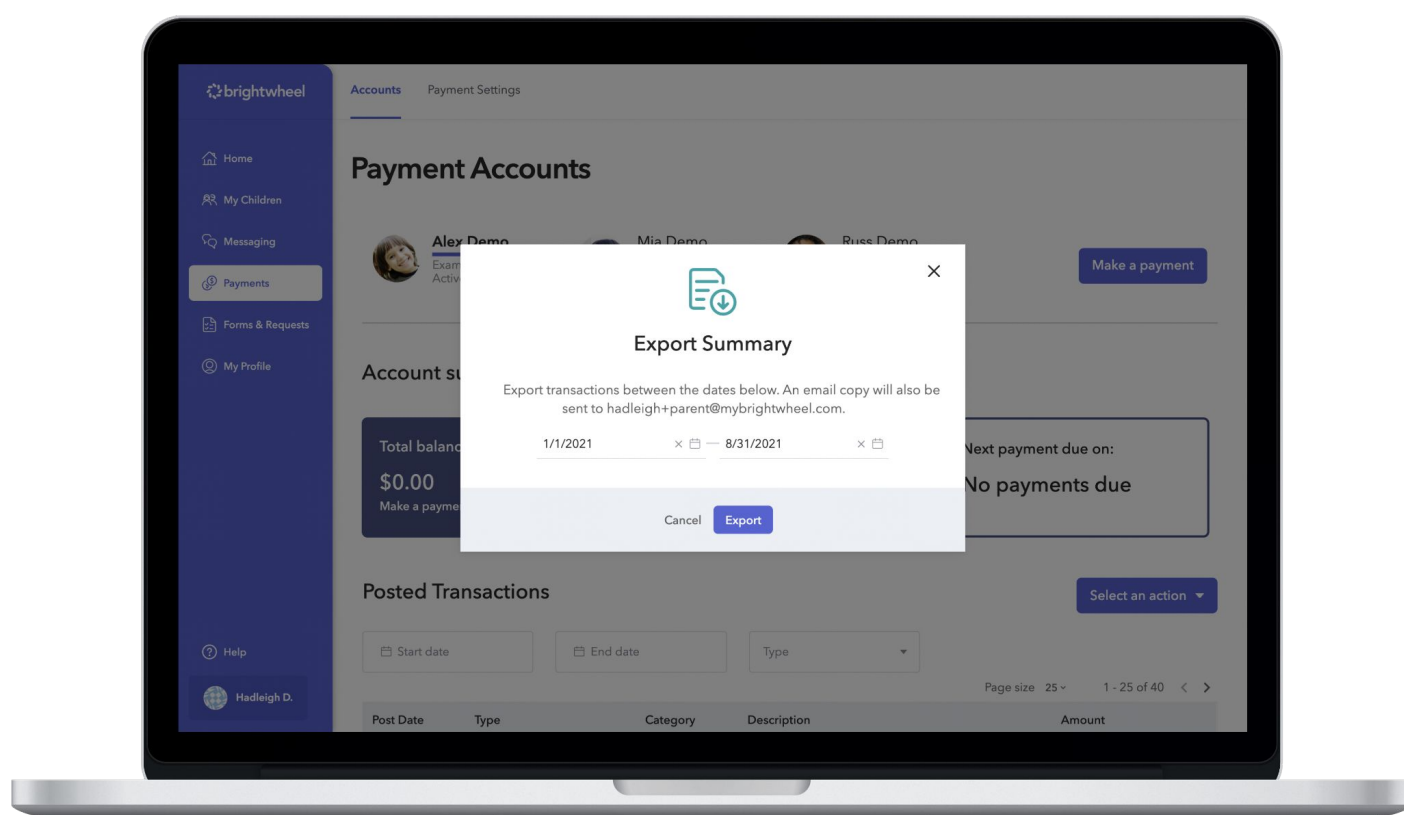 brightwheel
Accounts Payment Settings
Home
My Children
Messaging
Payments
Forms & Requests
My Profile
Help
Hadleigh D.
Payment Accounts
Alex Demo
Exam
Activ
Mia Demo
Russ Demo
Make a payment
Account su
Total balanc
$0.00
Make a payme
Next payment due on:
No payments due
Export Summary
Export transactions between the dates below. An email copy will also be
sent to hadleigh+parent@mybrightwheel.com.
1/1/2021 — 8/31/2021
Cancel Export
Posted Transactions
Select an action
Start date End date Type
Page size 25 1 - 25 of 40
Post Date Type Category Description Amount